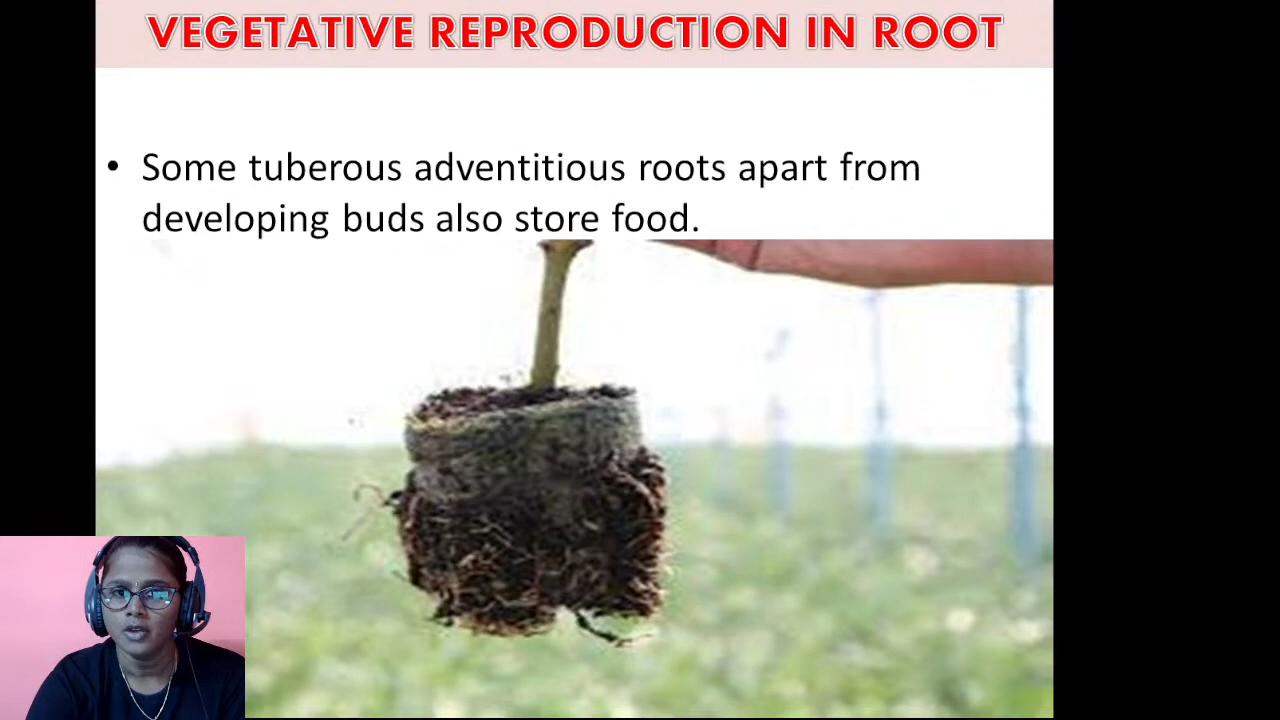 VEGETATIVE REPRODUCTION IN ROOT
• Some tuberous adventitious roots apart from
developing buds also store food.